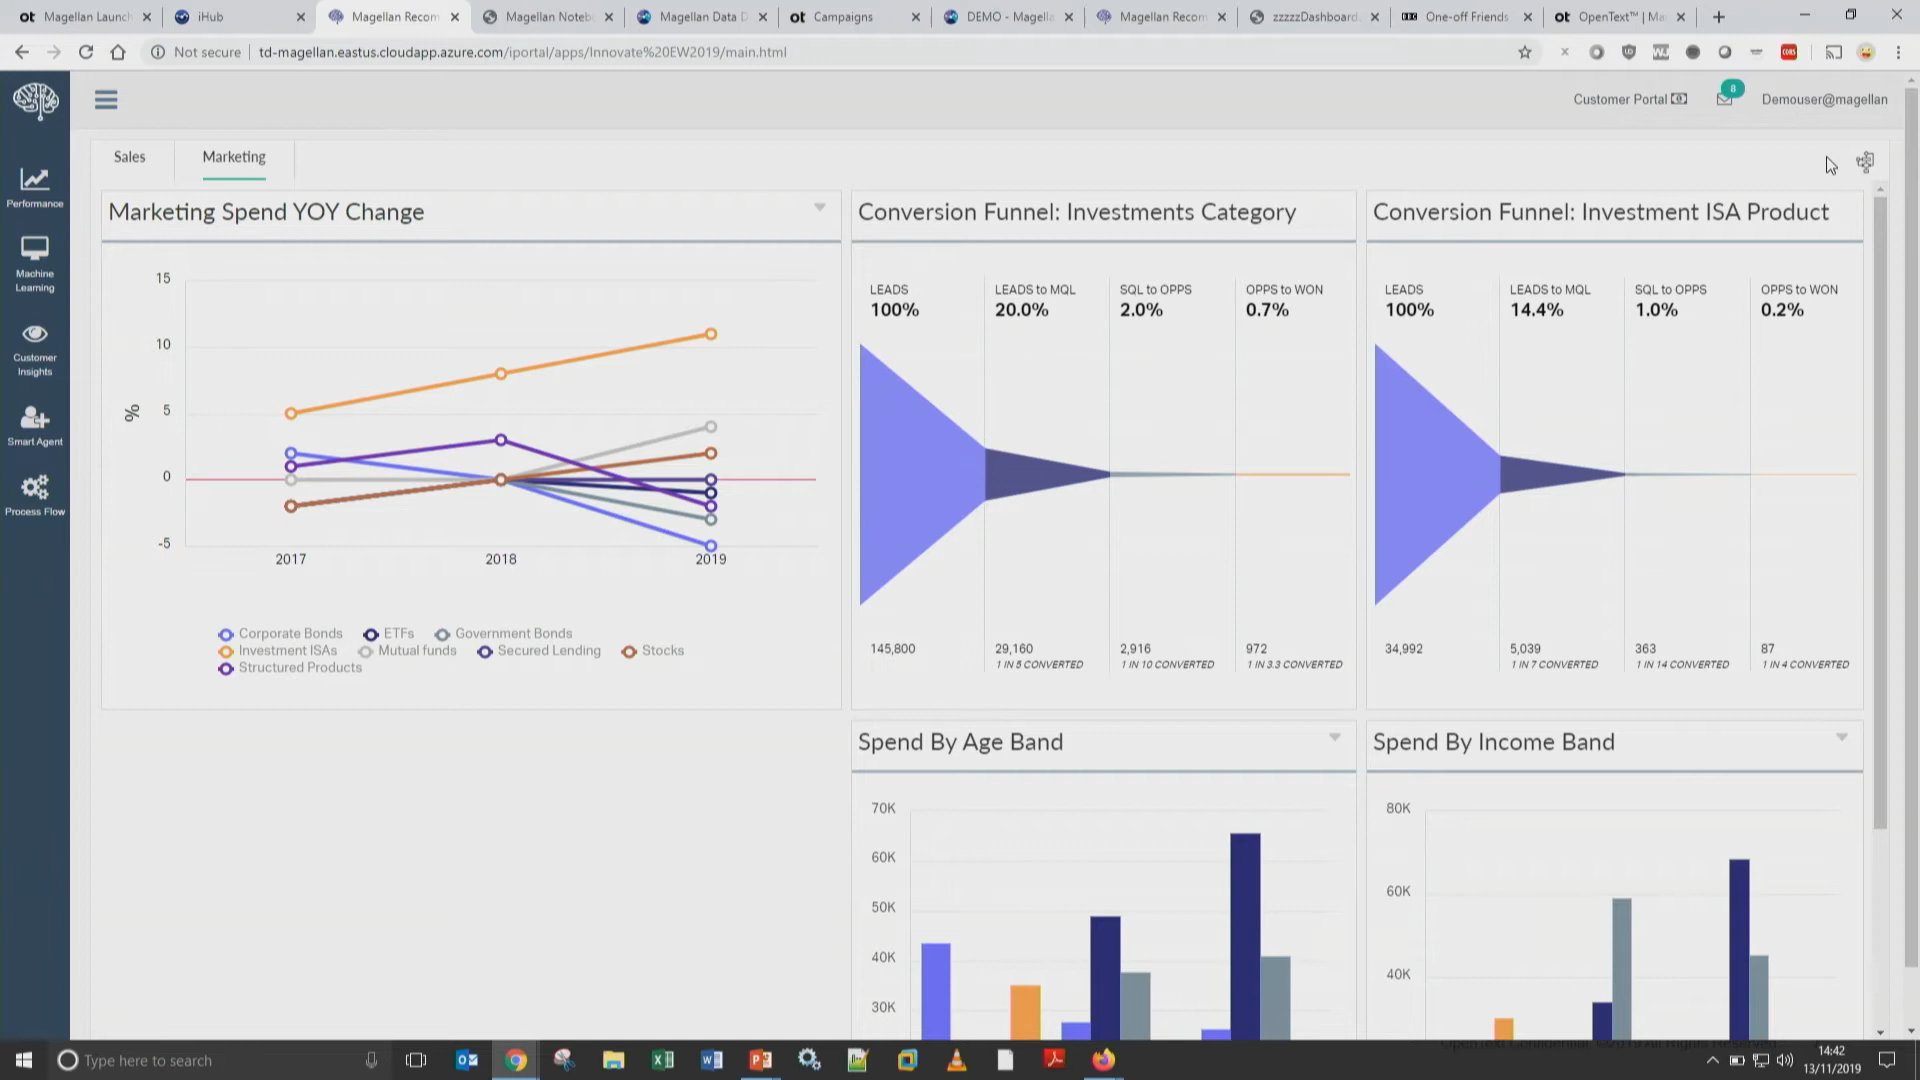 Magellan Launch
iHub
Magellan Recom
Magellan Noteb
Magellan Data D
Campaigns
DEMO - Magella
Magellan Recom
zzzzzDashboard
One-off Friends
OpenText™ | Ma
Not secure
td-magellan.eastus.cloudapp.azure.com/iportal/apps/Innovate%20EW2019/main.html
Customer Portal
8
Demouser@magellan
Performance
Machine
Learning
Customer
Insights
Smart Agent
Process Flow
Sales
Marketing
Marketing Spend YOY Change
%
15
10
5
0
-5
2017
2018
2019
Corporate Bonds
ETFs
Government Bonds
Investment ISAs
Mutual funds
Secured Lending
Stocks
Structured Products
Conversion Funnel: Investments Category
LEADS
100%
LEADS to MQL
20.0%
SQL to OPPS
2.0%
OPPS to WON
0.7%
145,800
29,160
1 IN 5 CONVERTED
2,916
1 IN 10 CONVERTED
972
1 IN 3.3 CONVERTED
Conversion Funnel: Investment ISA Product
LEADS
100%
LEADS to MQL
14.4%
SQL to OPPS
1.0%
OPPS to WON
0.2%
34,992
5,039
1 IN 7 CONVERTED
363
1 IN 14 CONVERTED
87
1 IN 4 CONVERTED
Spend By Age Band
70K
60K
50K
40K
30K
Spend By Income Band
80K
60K
40K
Type here to search
14:42
13/11/2019